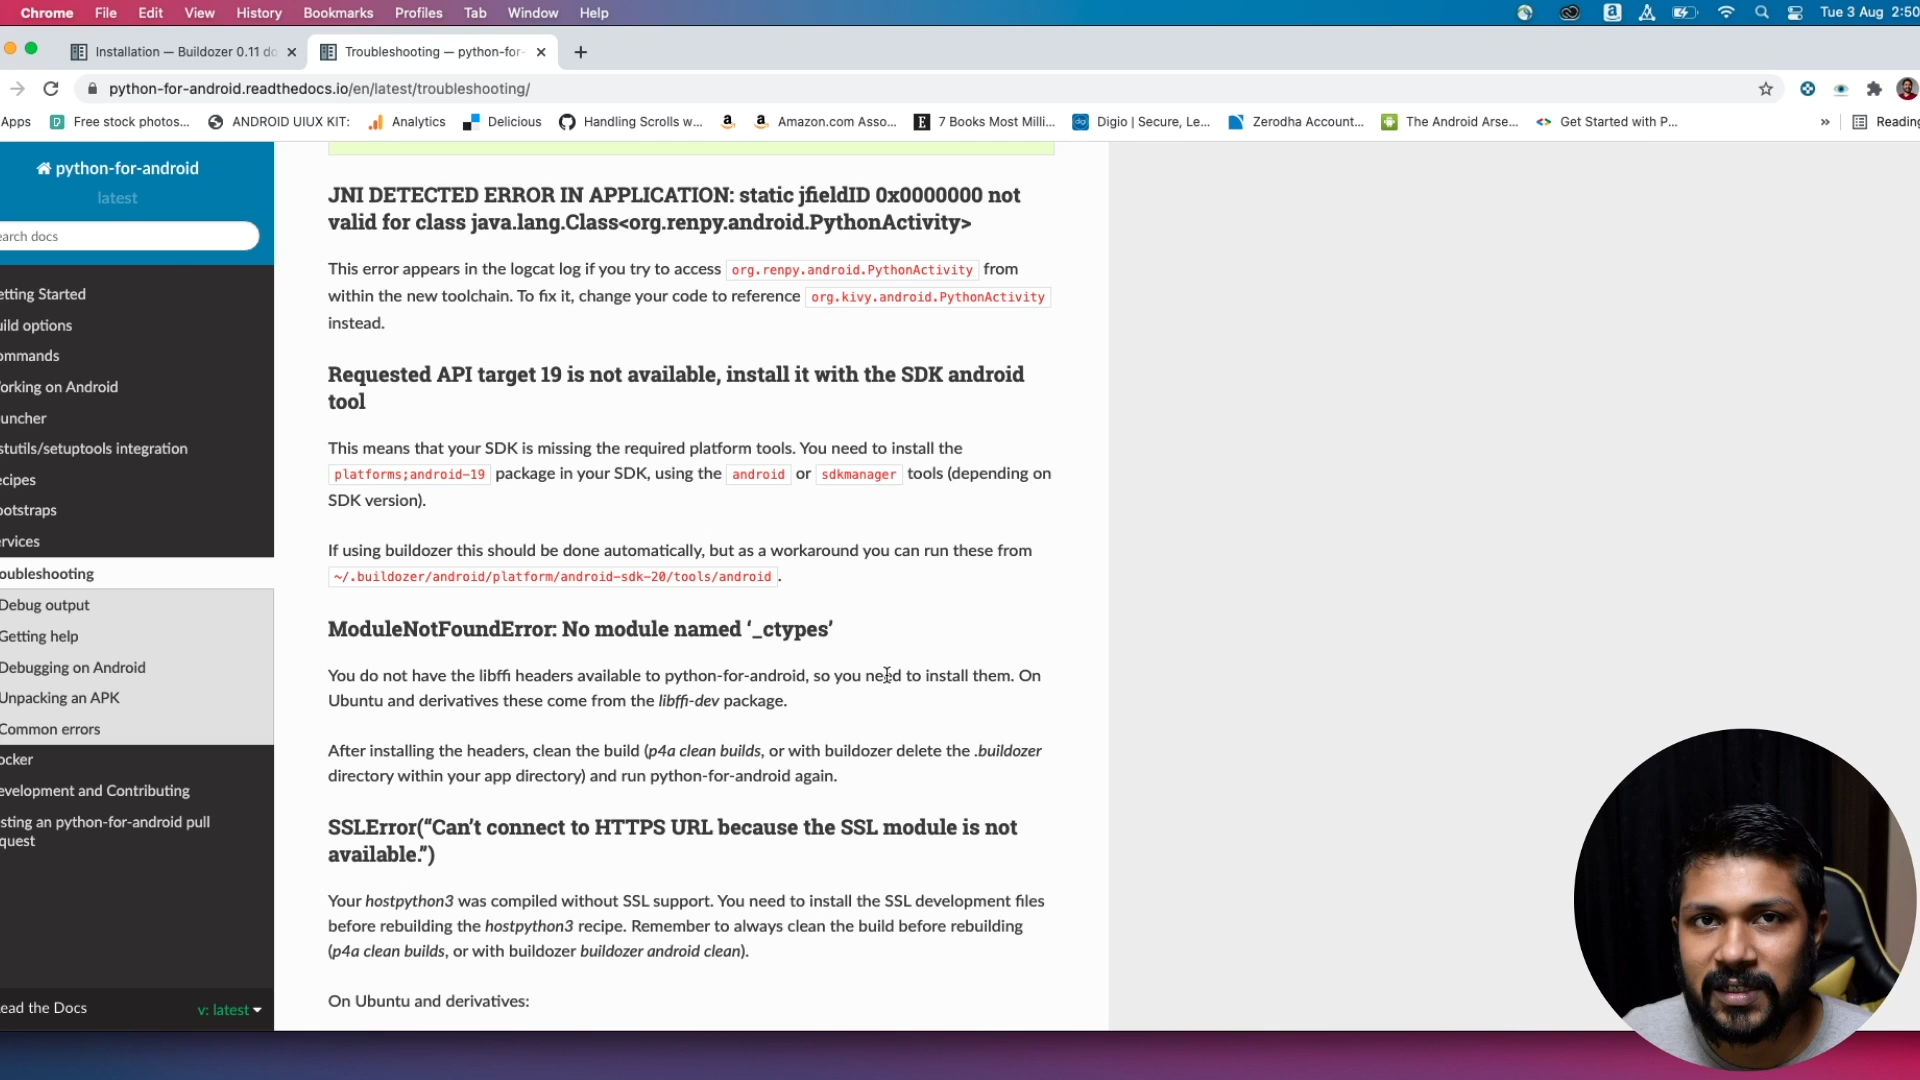 Chrome File Edit View History Bookmarks Profiles Tab Window Help Tue 3 Aug 2:50
Installation — Buildozer 0.11 do
Troubleshooting — python-for-
python-for-android.readthedocs.io/en/latest/troubleshooting/
Apps Free stock photos... ANDROID UIUX KIT: Analytics Delicious Handling Scrolls w... Amazon.com Asso... 7 Books Most Milli... Digio | Secure, Le... Zerodha Account... The Android Arse... Get Started with P... » Reading
python-for-android
latest
earch docs
etting Started
uild options
ommands
orking on Android
uncher
stutils/setuptools integration
ecipes
ootstraps
ervices
oubleshooting
Debug output
Getting help
Debugging on Android
Unpacking an APK
Common errors
ocker
evelopment and Contributing
sting an python-for-android pull
quest
ead the Docs
v: latest
JNI DETECTED ERROR IN APPLICATION: static jfieldID 0x0000000 not
valid for class java.lang.Class<org.renpy.android.PythonActivity>
This error appears in the logcat log if you try to access org.renpy.android.PythonActivity from
within the new toolchain. To fix it, change your code to reference org.kivy.android.PythonActivity
instead.
Requested API target 19 is not available, install it with the SDK android
tool
This means that your SDK is missing the required platform tools. You need to install the
platforms;android-19 package in your SDK, using the android or sdkmanager tools (depending on
SDK version).
If using buildozer this should be done automatically, but as a workaround you can run these from
~/.buildozer/android/platform/android-sdk-20/tools/android .
ModuleNotFoundError: No module named ‘_ctypes’
You do not have the libffi headers available to python-for-android, so you need to install them. On
Ubuntu and derivatives these come from the libffi-dev package.
After installing the headers, clean the build (p4a clean builds, or with buildozer delete the .buildozer
directory within your app directory) and run python-for-android again.
SSLError(“Can’t connect to HTTPS URL because the SSL module is not
available.”)
Your hostpython3 was compiled without SSL support. You need to install the SSL development files
before rebuilding the hostpython3 recipe. Remember to always clean the build before rebuilding
(p4a clean builds, or with buildozer buildozer android clean).
On Ubuntu and derivatives: